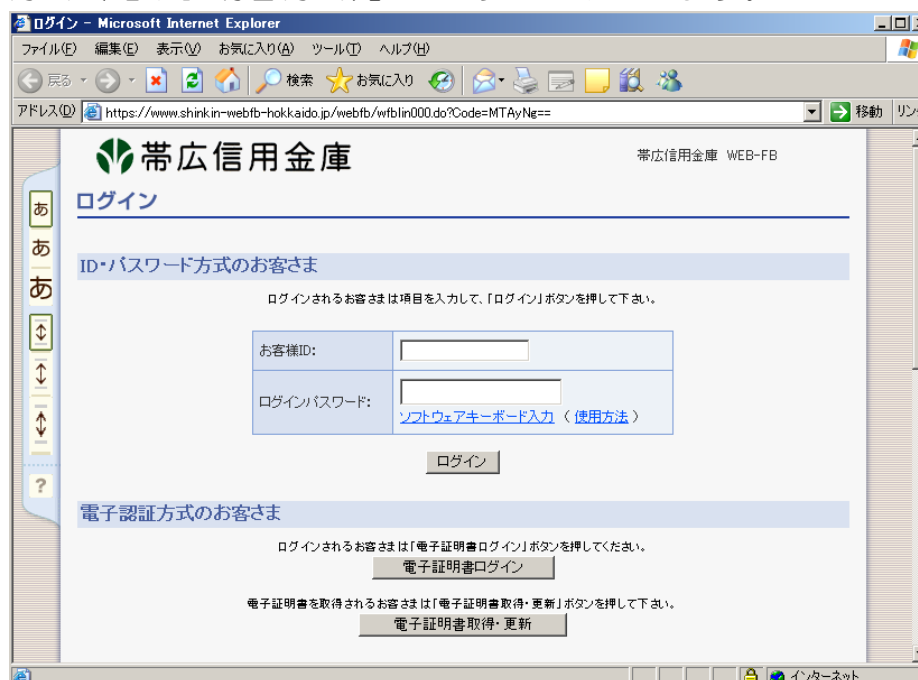 ログイン - Microsoft Internet Explorer
ファイル(F) 編集(E) 表示(V) お気に入り(A) ツール(T) ヘルプ(H)
戻る 検索 お気に入り
アドレス(D) https://www.shinkin-webfb-hokkaido.jp/webfb/wfblin000.do?Code=MTAyNg== 移動 リンク
帯広信用金庫 帯広信用金庫 WEB-FB
ログイン
あ
あ
あ
ID・パスワード方式のお客さま
ログインされるお客さまは項目を入力して、「ログイン」ボタンを押して下さい。
お客様ID:
ログインパスワード:
ソフトウェアキーボード入力 ( 使用方法 )
ログイン
?
電子認証方式のお客さま
ログインされるお客さまは「電子証明書ログイン」ボタンを押してください。
電子証明書ログイン
電子証明書を取得されるお客さまは「電子証明書取得・更新」ボタンを押して下さい。
電子証明書取得・更新
インターネット